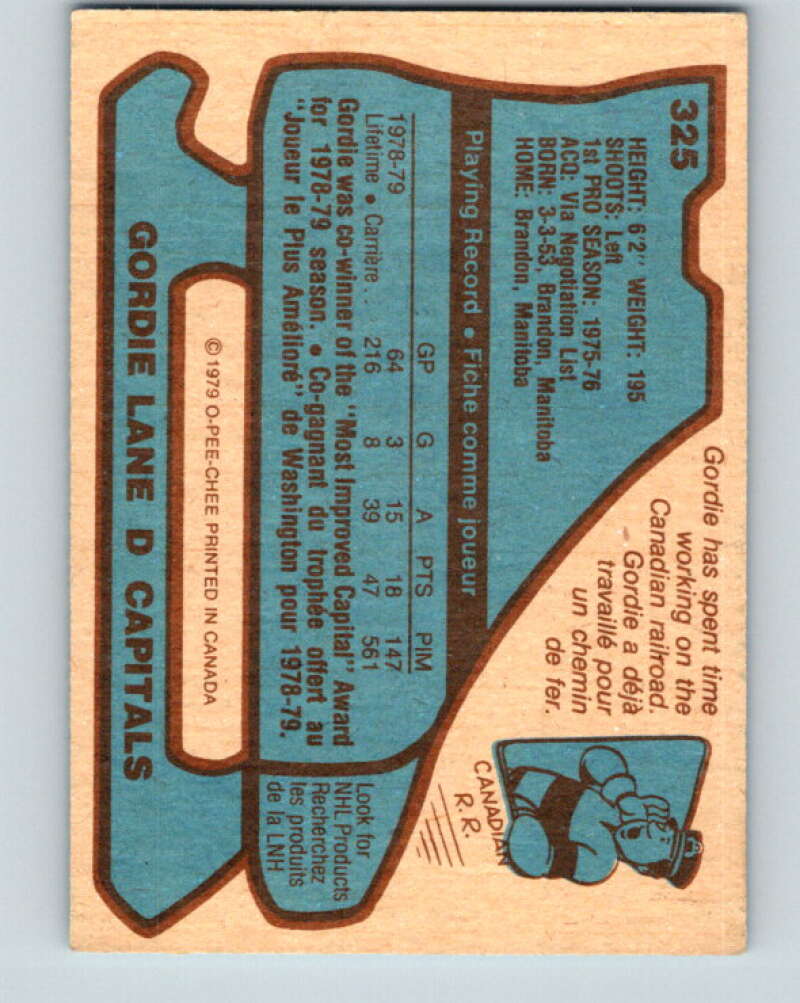 325
HEIGHT: 6'2" WEIGHT: 195
SHOOTS: Left
1st PRO SEASON: 1975-76
ACQ: Via Negotiation List
BORN: 3-3-53, Brandon, Manitoba
HOME: Brandon, Manitoba
Gordie has spent time
working on the
Canadian railroad.
Gordie a déjà
travaillé pour
un chemin
de fer.
CANADIAN
R.R.
Playing Record • Fiche comme joueur
GP G A PTS PIM
1978-79 64 3 15 18 147
Lifetime • Carrière . . 216 8 39 47 561
Gordie was co-winner of the "Most Improved Capital" Award
for 1978-79 season. • Co-gagnant du trophée offert au
"Joueur le Plus Amélioré" de Washington pour 1978-79.
Look for
NHL Products
Recherchez
les produits
de la LNH
© 1979 O-PEE-CHEE PRINTED IN CANADA
GORDIE LANE D CAPITALS